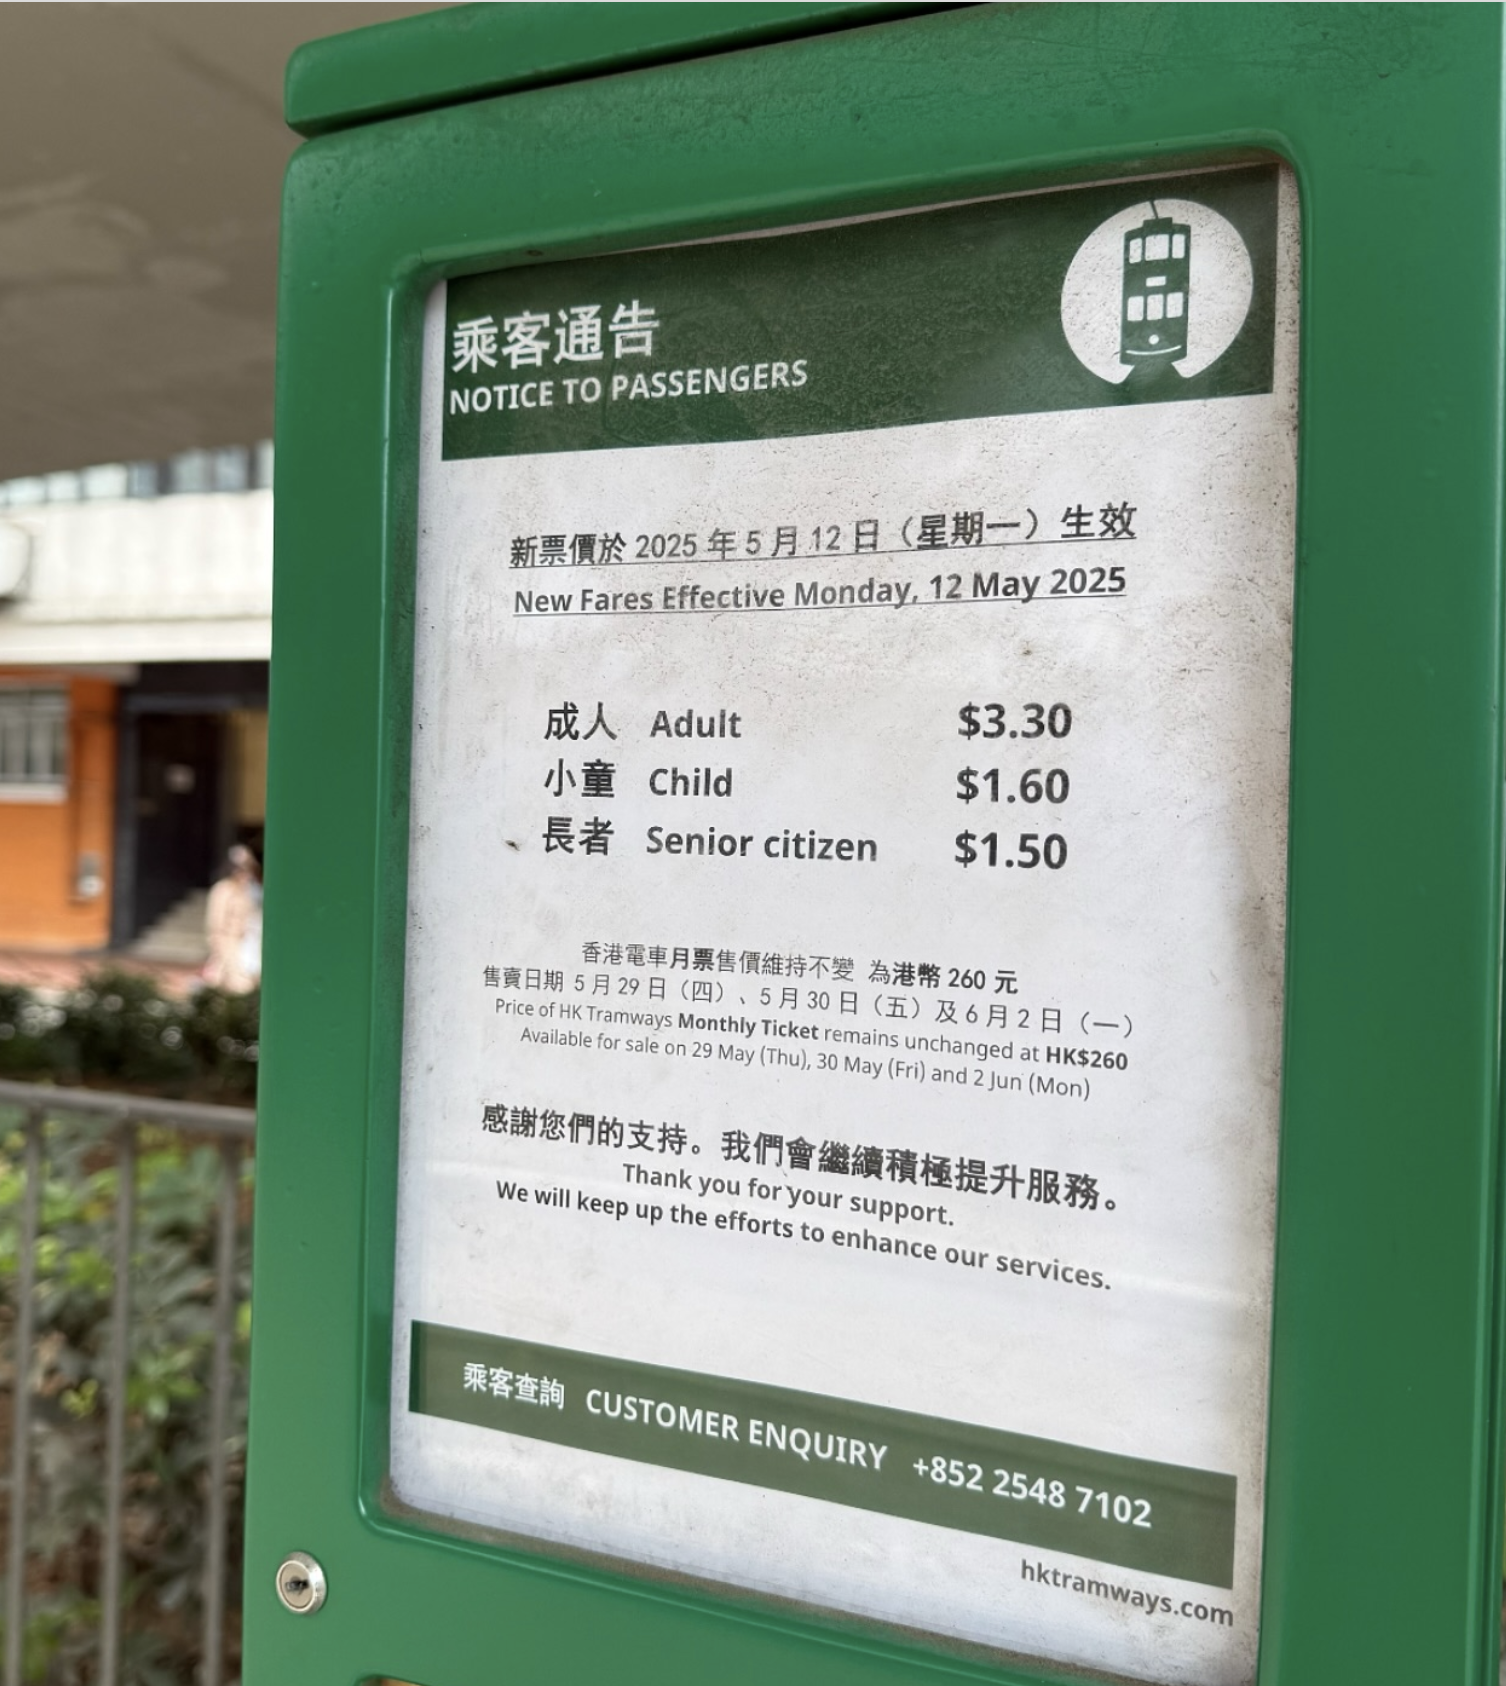 乘客通告
NOTICE TO PASSENGERS
新票價於 2025 年 5 月 12 日（星期一）生效
New Fares Effective Monday, 12 May 2025
成人 Adult $3.30
小童 Child $1.60
長者 Senior citizen $1.50
香港電車月票售價維持不變 為港幣 260 元
售賣日期 5 月 29 日（四）、5 月 30 日（五）及 6 月 2 日（一）
Price of HK Tramways Monthly Ticket remains unchanged at HK$260
Available for sale on 29 May (Thu), 30 May (Fri) and 2 Jun (Mon)
感謝您們的支持。我們會繼續積極提升服務。
Thank you for your support.
We will keep up the efforts to enhance our services.
乘客查詢 CUSTOMER ENQUIRY +852 2548 7102
hktramways.com